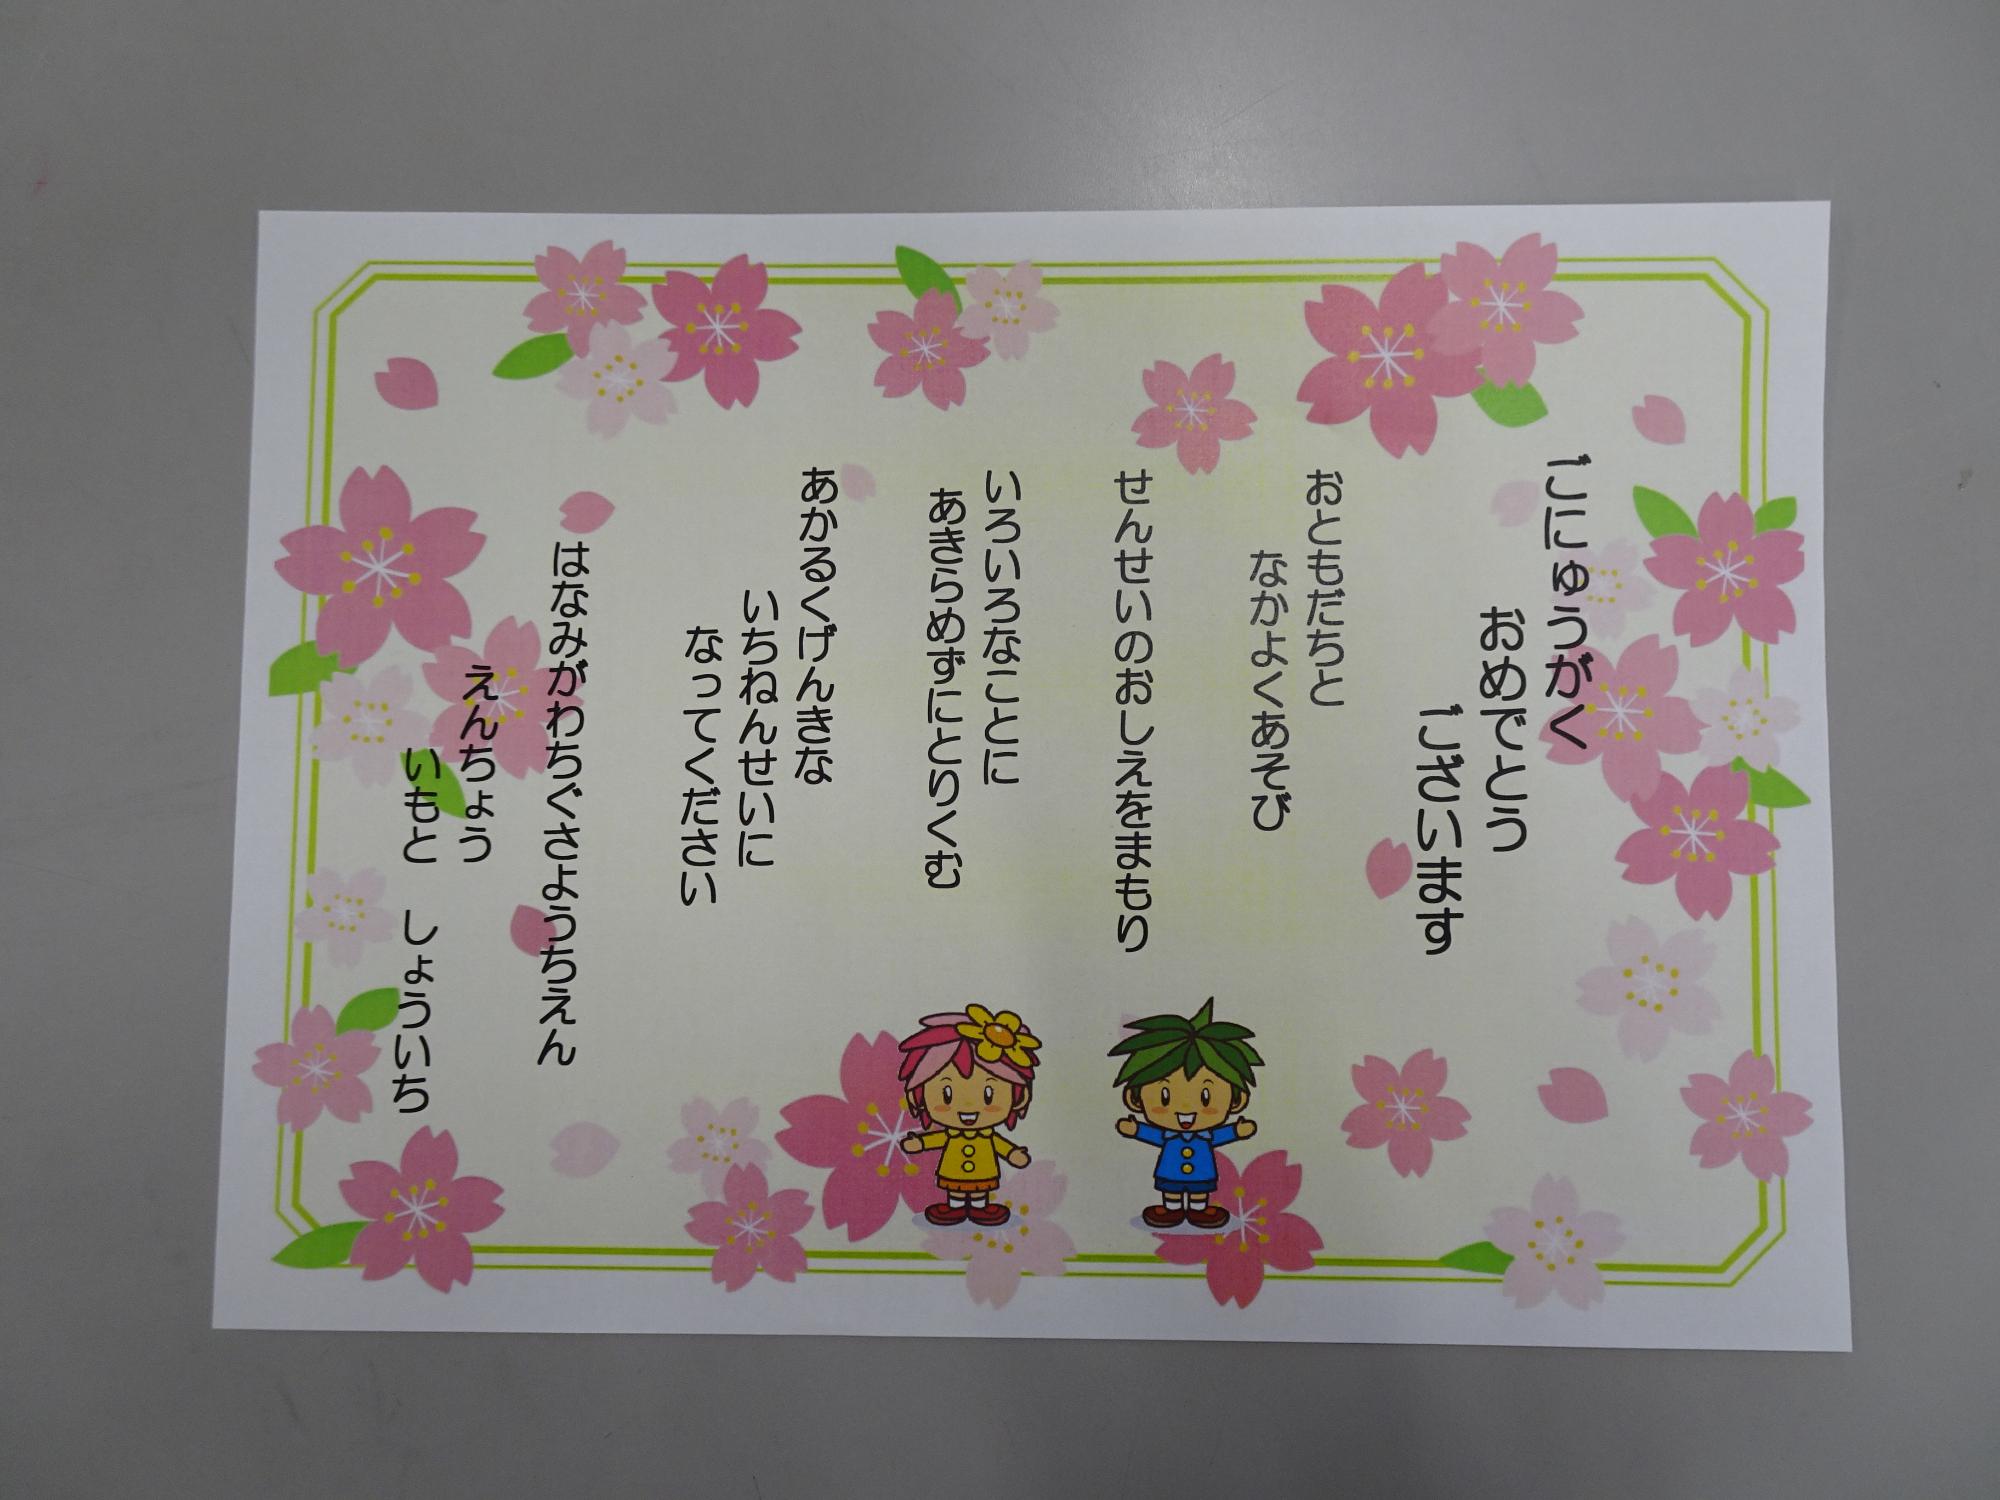 ごにゅうがく
おめでとう
ございます
おともだちと
なかよくあそび
せんせいのおしえをまもり
いろいろなことに
あきらめずにとりくむ
あかるくげんきな
いちねんせいに
なってください
はなみがわちぐさようちえん
えんちょう
いもと　しょういち